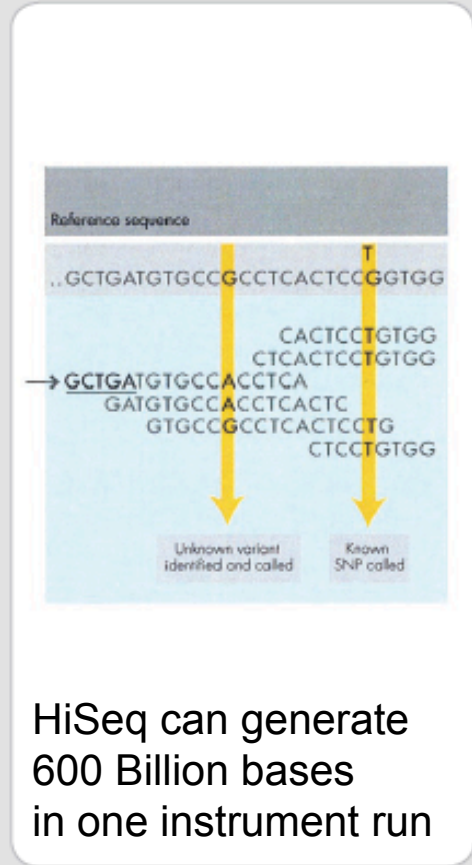 Reference sequence
T
..GCTGATGTGCCGCCTCACTCCGGTGG
CACTCCTGTGG
CTCACTCCTGTGG
→ GCTGATGTGCCACCTCA
GATGTGCCACCTCACTC
GTGCCGCCTCACTCCTG
CTCCTGTGG
Unknown variant
identified and called
Known
SNP called
HiSeq can generate
600 Billion bases
in one instrument run